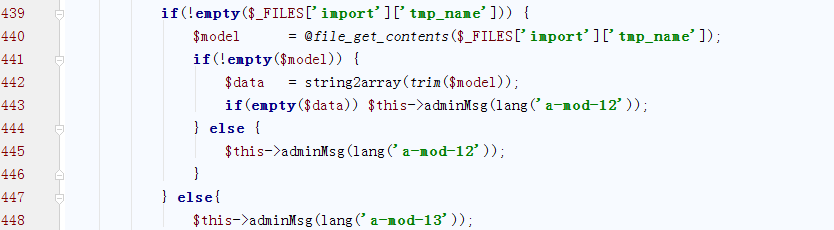 439 if(!empty($_FILES['import']['tmp_name'])) {
440 $model = @file_get_contents($_FILES['import']['tmp_name']);
441 if(!empty($model)) {
442 $data = string2array(trim($model));
443 if(empty($data)) $this->adminMsg(lang('a-mod-12'));
444 } else {
445 $this->adminMsg(lang('a-mod-12'));
446 }
447 } else{
448 $this->adminMsg(lang('a-mod-13'));